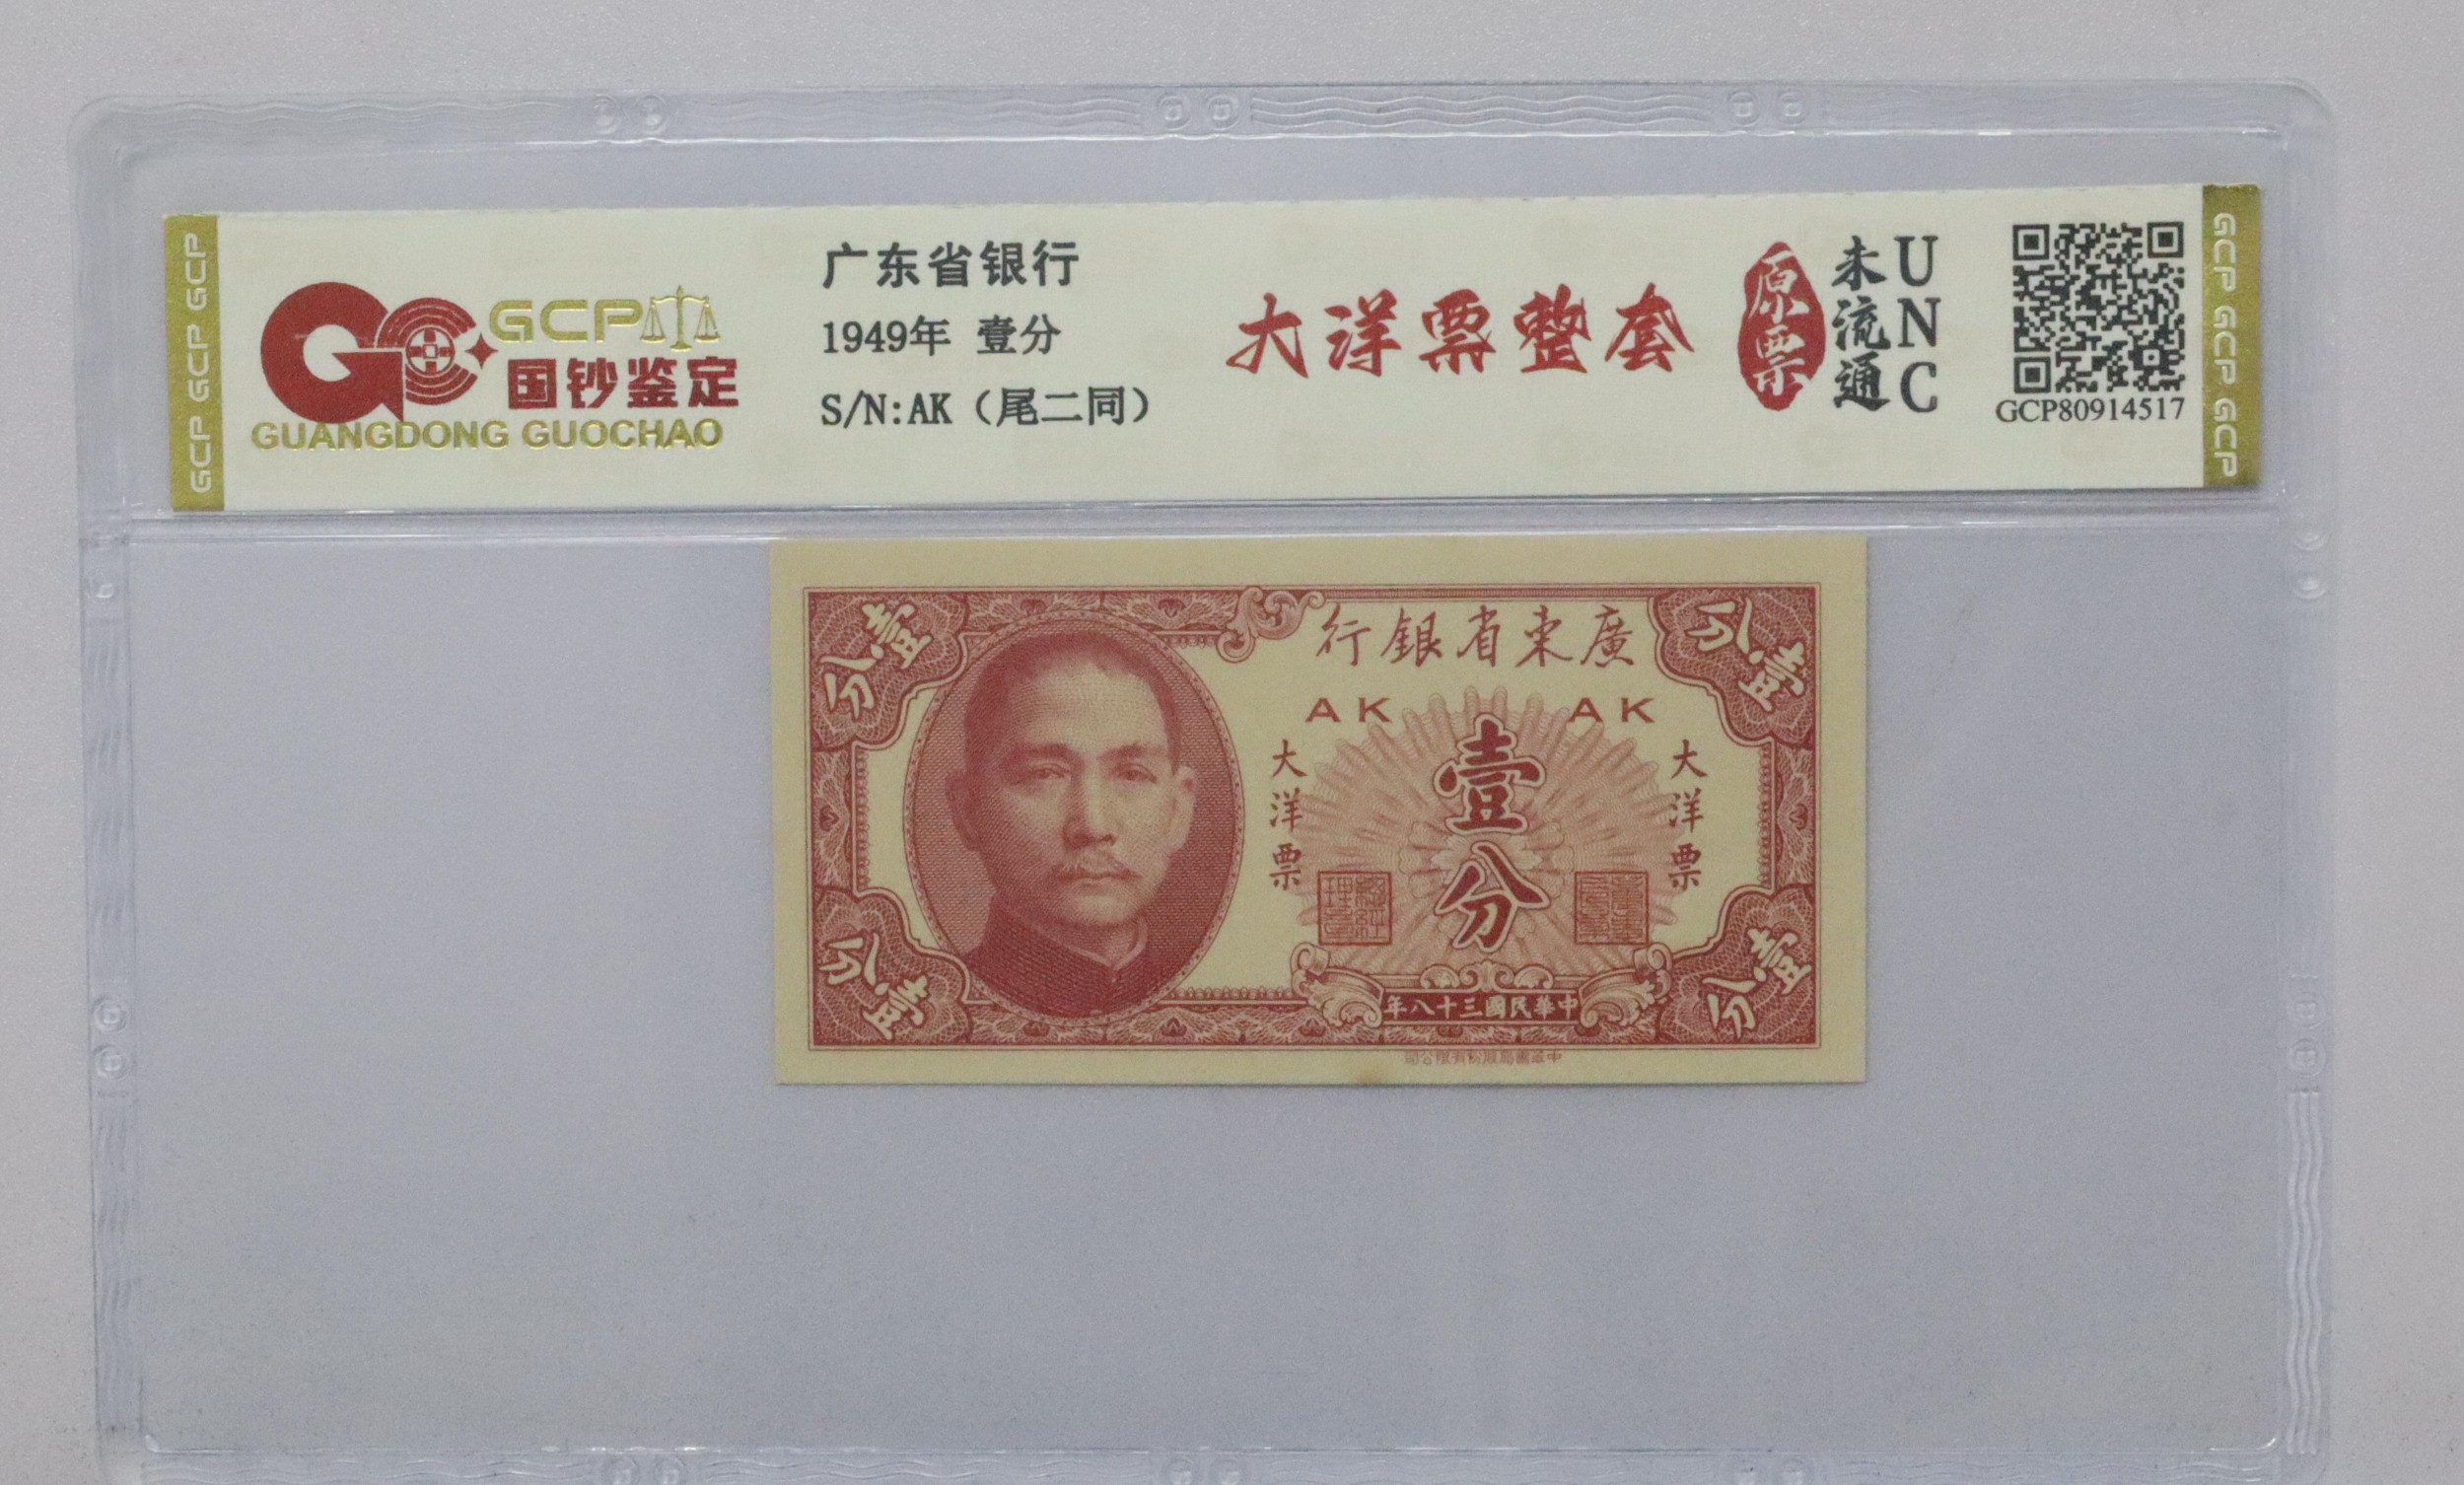 GCP GCP GCP
GCP
国钞鉴定
GUANGDONG GUOCHAO
广东省银行
1949年 壹分
S/N:AK（尾二同）
大洋票整套
原票
未流通
UNC
GCP80914517
GCP GCP GCP
壹分
分壹
行銀省東廣
AK AK
大洋票
壹分
大洋票
分壹
年八十三國民華中
壹分